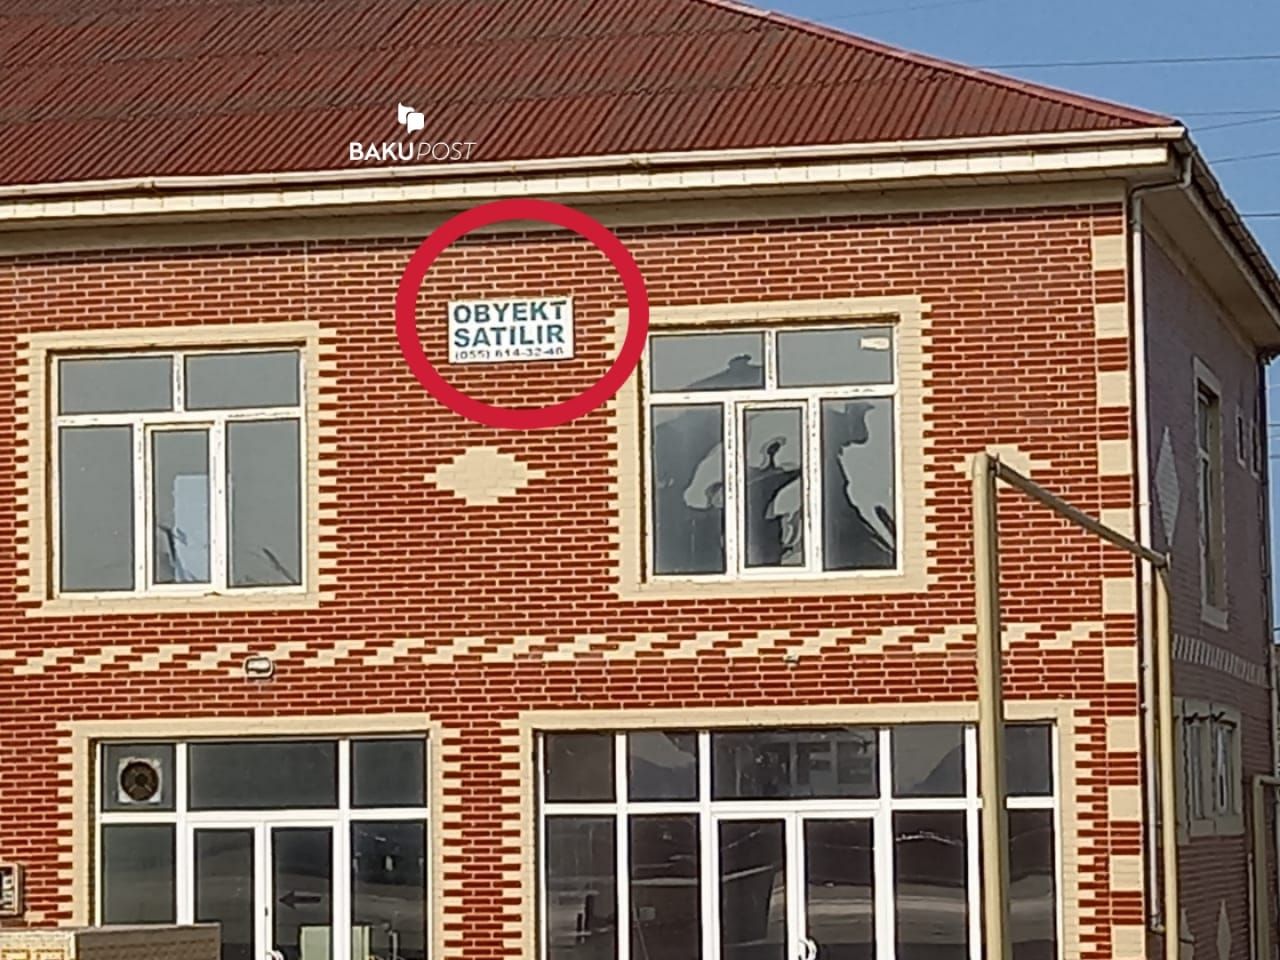 BAKUPOST
OBYEKT
SATILIR
(055) 614-32-46